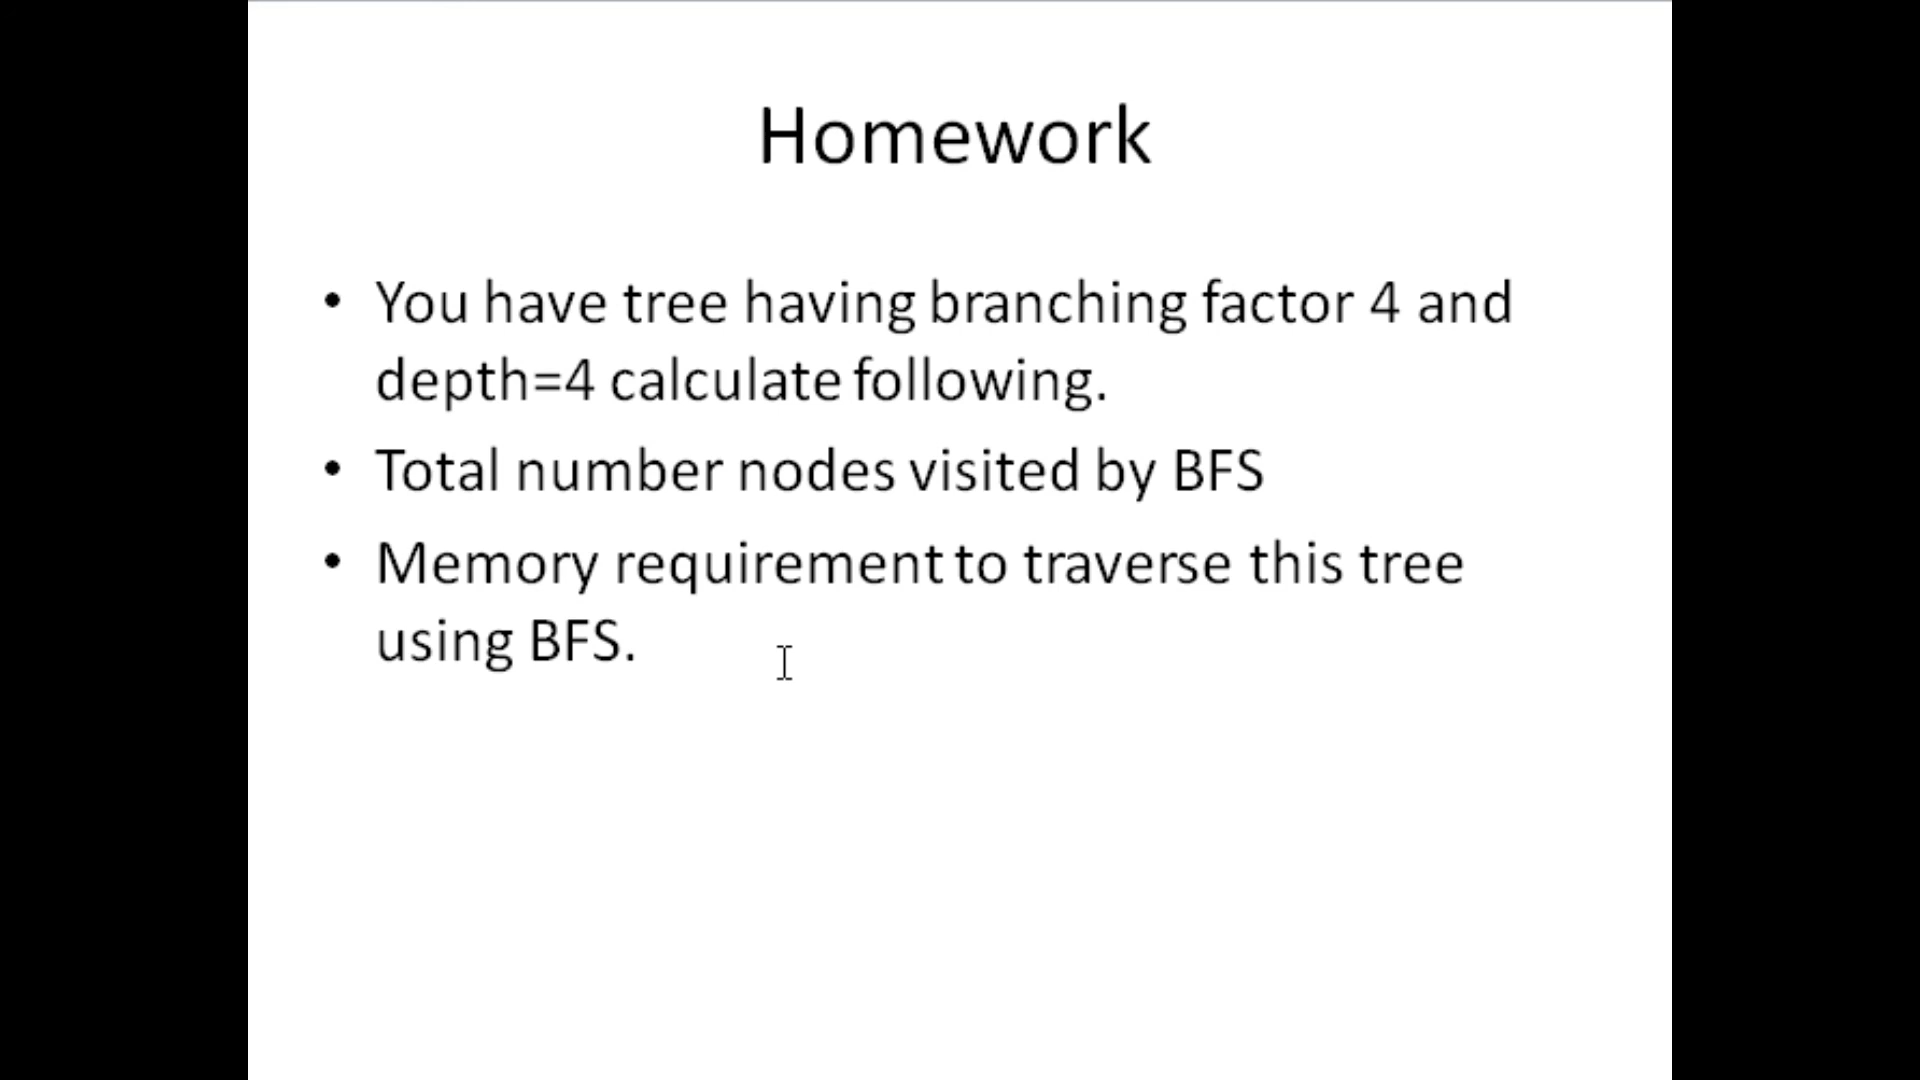 Homework
• You have tree having branching factor 4 and
depth=4 calculate following.
• Total number nodes visited by BFS
• Memory requirement to traverse this tree
using BFS.